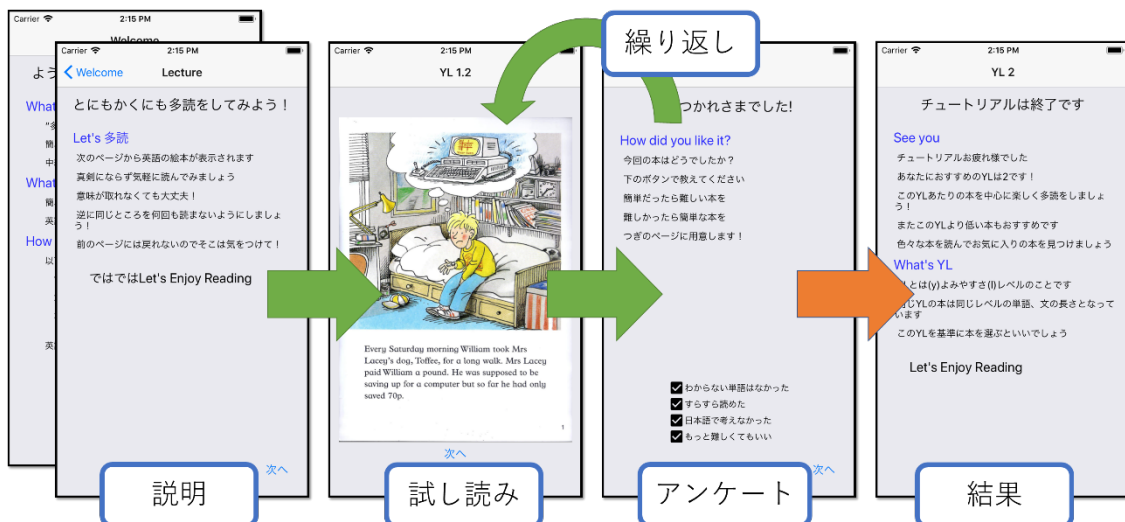 Carrier 2:15 PM
Welcome
よう
What
簡
中
What
簡
英
How
以
英
Carrier 2:15 PM
Welcome Lecture
とにもかくにも多読をしてみよう！
Let's 多読
次のページから英語の絵本が表示されます
真剣にならず気軽に読んでみましょう
意味が取れなくても大丈夫！
逆に同じところを何回も読まないようにしましょ
う！
前のページには戻れないのでそこは気をつけて！
ではではLet's Enjoy Reading
次へ
説明
Carrier 2:15 PM
YL 1.2
Every Saturday morning William took Mrs
Lacey's dog, Toffee, for a long walk. Mrs Lacey
paid William a pound. He was supposed to be
saving up for a computer but so far he had only
saved 70p.
1
次へ
試し読み
繰り返し
2:15 PM
つかれさまでした!
How did you like it?
今回の本はどうでしたか？
下のボタンで教えてください
簡単だったら難しい本を
難しかったら簡単な本を
つぎのページに用意します！
わからない単語はなかった
すらすら読めた
日本語で考えなかった
もっと難しくてもいい
次へ
アンケート
Carrier 2:15 PM
YL 2
チュートリアルは終了です
See you
チュートリアルお疲れ様でした
あなたにおすすめのYLは2です！
このYLあたりの本を中心に楽しく多読をしましょ
う！
またこのYLより低い本もおすすめです
色々な本を読んでお気に入りの本を見つけましょう
What's YL
Lとは(y)よみやすさ(l)レベルのことです
じYLの本は同じレベルの単語、文の長さとなって
います
このYLを基準に本を選ぶといいでしょう
Let's Enjoy Reading
結果